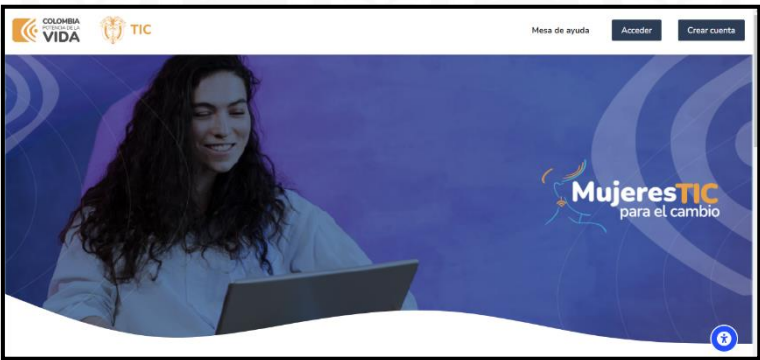 COLOMBIA
POTENCIA DE LA
VIDA
TIC
Mesa de ayuda
Acceder
Crear cuenta
MujeresTIC
para el cambio